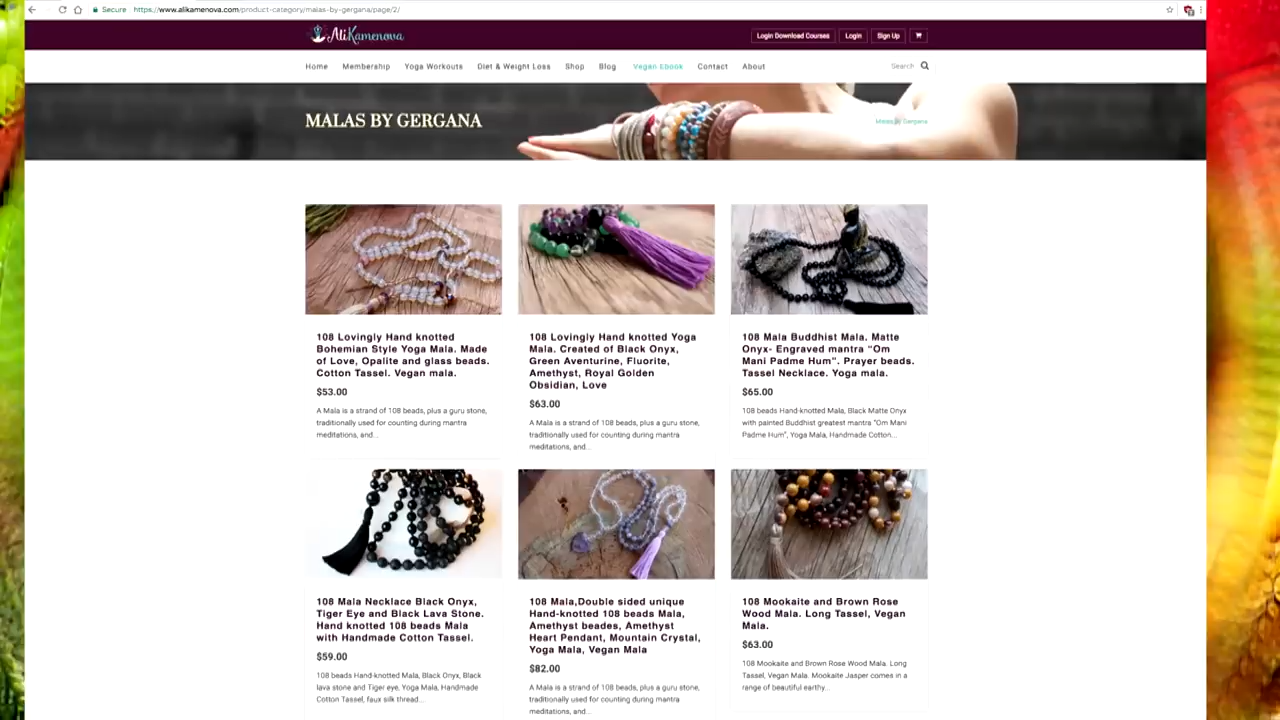 Secure https://www.alikamenova.com/product-category/malas-by-gergana/page/2/
AliKamenova
Login Download Courses Login Sign Up
Home Membership Yoga Workouts Diet & Weight Loss Shop Blog Vegan Ebook Contact About Search
MALAS BY GERGANA
Malas By Gergana
108 Lovingly Hand knotted
Bohemian Style Yoga Mala. Made
of Love, Opalite and glass beads.
Cotton Tassel. Vegan mala.
$53.00
A Mala is a strand of 108 beads, plus a guru stone,
traditionally used for counting during mantra
meditations, and...
108 Lovingly Hand knotted Yoga
Mala. Created of Black Onyx,
Green Aventurine, Fluorite,
Amethyst, Royal Golden
Obsidian, Love
$63.00
A Mala is a strand of 108 beads, plus a guru stone,
traditionally used for counting during mantra
meditations, and...
108 Mala Buddhist Mala. Matte
Onyx- Engraved mantra “Om
Mani Padme Hum”. Prayer beads.
Tassel Necklace. Yoga mala.
$65.00
108 beads Hand-knotted Mala, Black Matte Onyx
with painted Buddhist greatest mantra “Om Mani
Padme Hum”, Yoga Mala, Handmade Cotton...
108 Mala Necklace Black Onyx,
Tiger Eye and Black Lava Stone.
Hand knotted 108 beads Mala
with Handmade Cotton Tassel.
$59.00
108 beads Hand-knotted Mala, Black Onyx, Black
lava stone and Tiger eye, Yoga Mala, Handmade
Cotton Tassel, faux silk thread...
108 Mala,Double sided unique
Hand-knotted 108 beads Mala,
Amethyst beades, Amethyst
Heart Pendant, Mountain Crystal,
Yoga Mala, Vegan Mala
$82.00
A Mala is a strand of 108 beads, plus a guru stone,
traditionally used for counting during mantra
meditations, and...
108 Mookaite and Brown Rose
Wood Mala. Long Tassel, Vegan
Mala.
$63.00
108 Mookaite and Brown Rose Wood Mala. Long
Tassel, Vegan Mala. Mookaite Jasper comes in a
range of beautiful earthy...